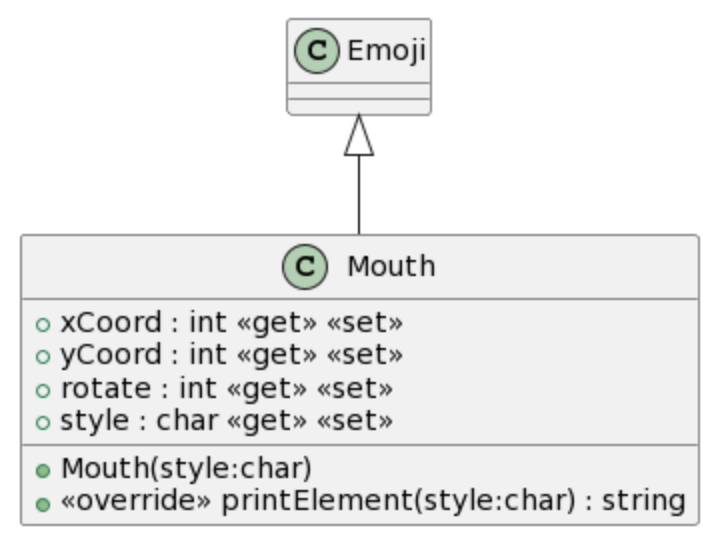 C Emoji
C Mouth
xCoord : int «get» «set»
yCoord : int «get» «set»
rotate : int «get» «set»
style : char «get» «set»
Mouth(style:char)
«override» printElement(style:char) : string